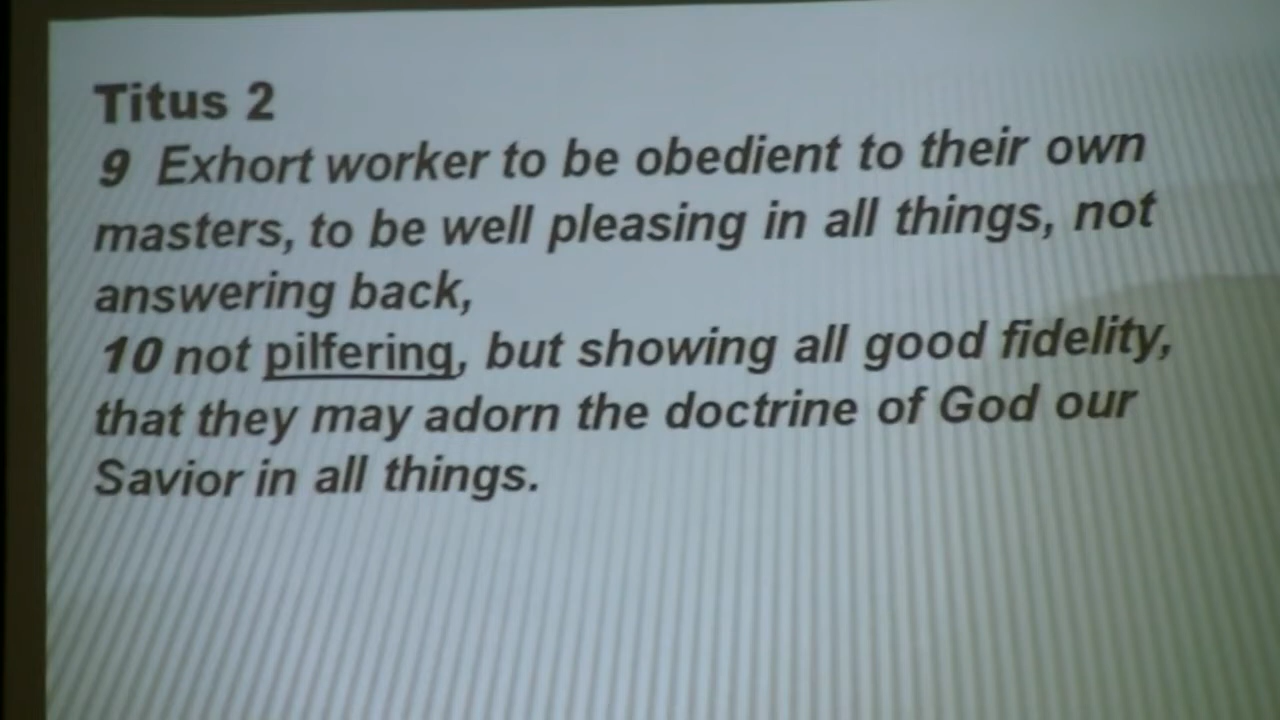 Titus 2
9 Exhort worker to be obedient to their own
masters, to be well pleasing in all things, not
answering back,
10 not pilfering, but showing all good fidelity,
that they may adorn the doctrine of God our
Savior in all things.